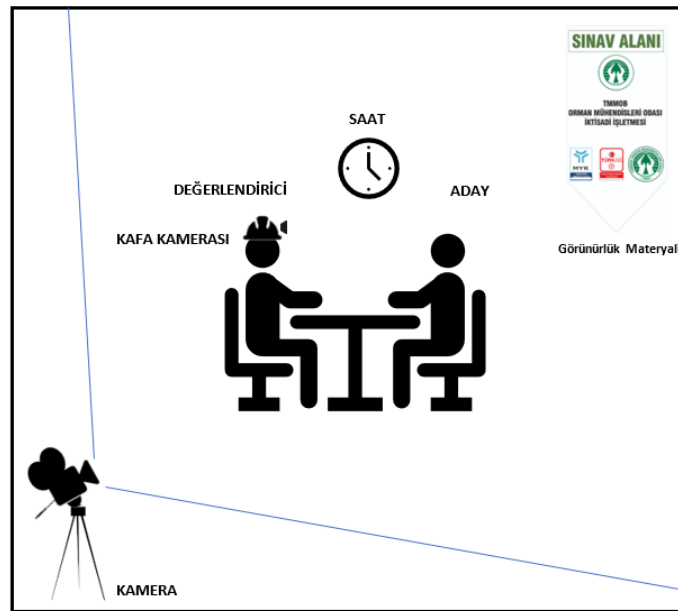 SINAV ALANI
TMMOB
ORMAN MÜHENDİSLERİ ODASI
İKTİSADİ İŞLETMESİ
MYK
Görünürlük Materyali
SAAT
DEĞERLENDİRİCİ
ADAY
KAFA KAMERASI
KAMERA